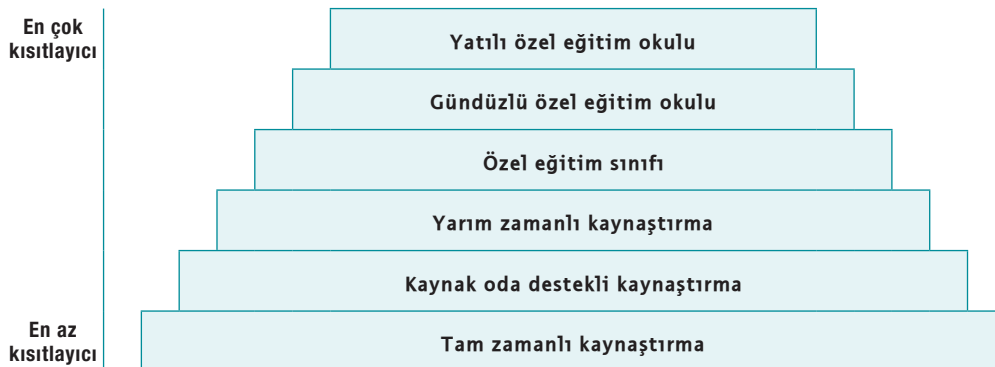 En çok
kısıtlayıcı
Yatılı özel eğitim okulu
Gündüzlü özel eğitim okulu
Özel eğitim sınıfı
Yarım zamanlı kaynaştırma
Kaynak oda destekli kaynaştırma
En az
kısıtlayıcı
Tam zamanlı kaynaştırma